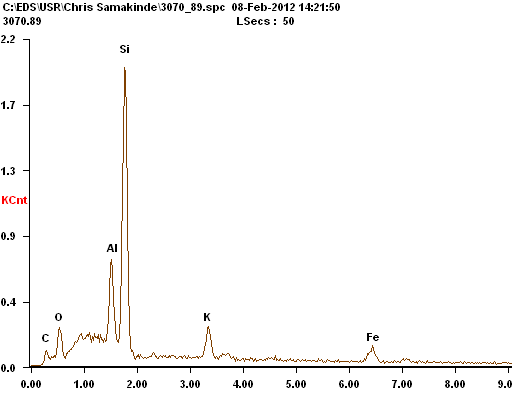 C:\EDS\USR\Chris Samakinde\3070_89.spc 08-Feb-2012 14:21:50
3070.89 LSecs : 50
2.2
Si
1.7
1.3
KCnt
0.9
Al
0.4
O
K
C
Fe
0.0
0.00 1.00 2.00 3.00 4.00 5.00 6.00 7.00 8.00 9.0